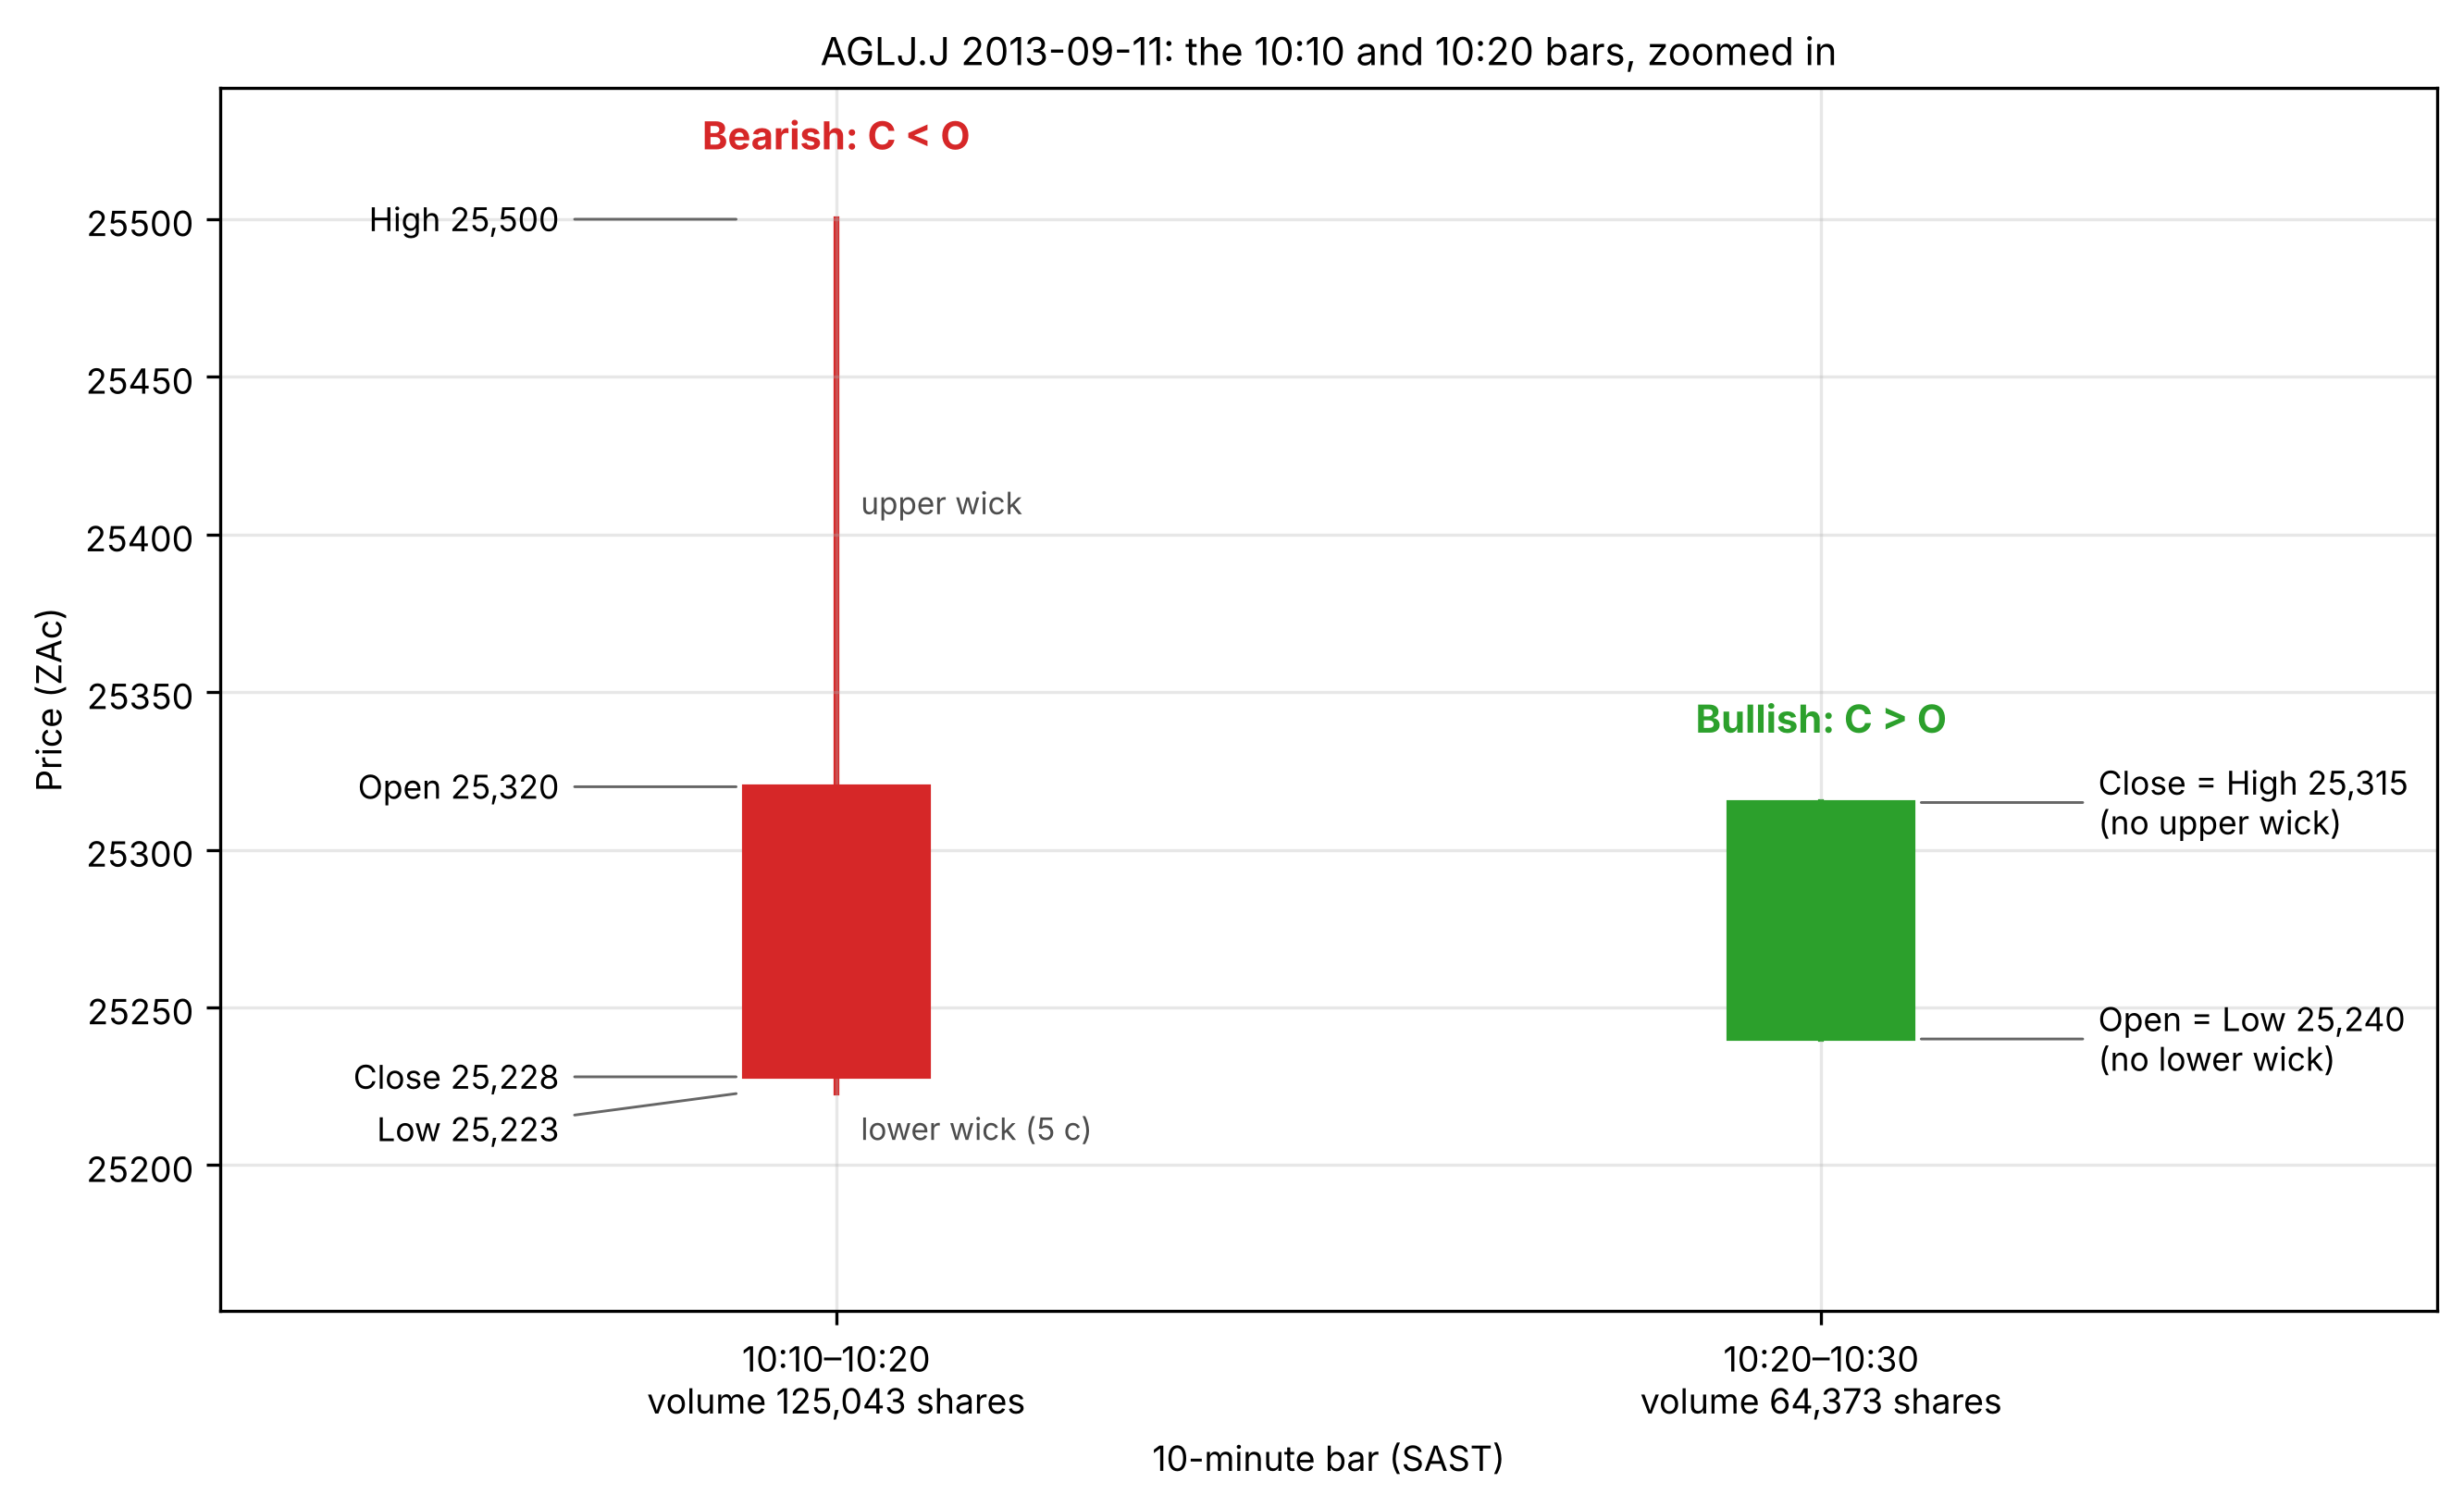 AGLJ.J 2013-09-11: the 10:10 and 10:20 bars, zoomed in
Bearish: C < O
High 25,500
upper wick
Open 25,320
Close 25,228
Low 25,223
lower wick (5 c)
Bullish: C > O
Close = High 25,315
(no upper wick)
Open = Low 25,240
(no lower wick)
Price (ZAc)
25500
25450
25400
25350
25300
25250
25200
10:10–10:20
volume 125,043 shares
10:20–10:30
volume 64,373 shares
10-minute bar (SAST)